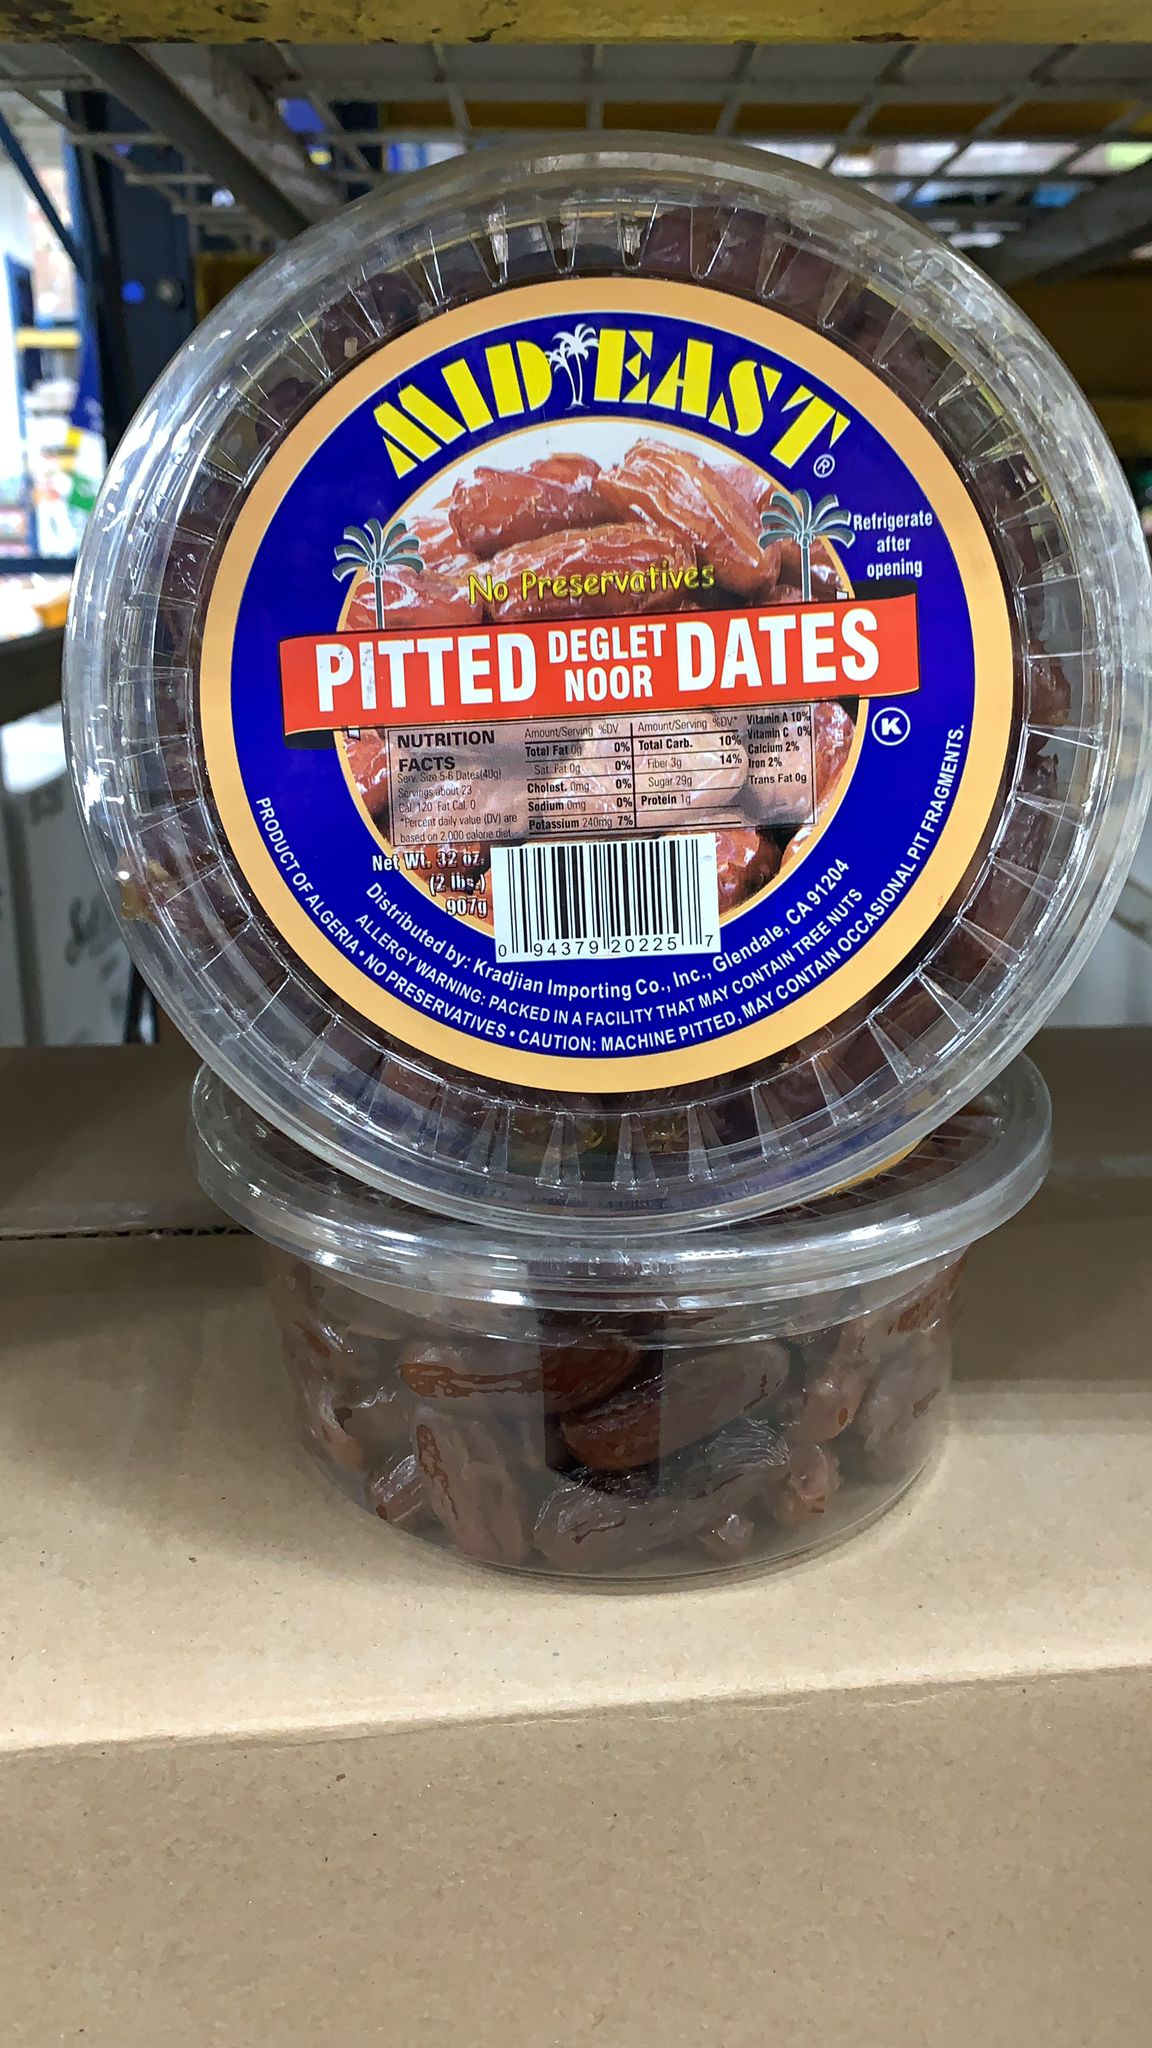 MID EAST®
No Preservatives
Refrigerate
after
opening
PITTED DEGLET NOOR DATES
K
NUTRITION
FACTS
Serv. Size 5-6 Dates(40g)
Servings about 23
Cal. 120 Fat Cal. 0
*Percent daily value (DV) are
based on 2,000 calorie diet.
Amount/Serving %DV
Total Fat 0g 0%
Sat. Fat 0g 0%
Cholest. 0mg 0%
Sodium 0mg 0%
Potassium 240mg 7%
Amount/Serving %DV*
Total Carb. 10%
Fiber 3g 14%
Sugar 29g
Protein 1g
Vitamin A 10%
Vitamin C 0%
Calcium 2%
Iron 2%
Trans Fat 0g
Net Wt. 32 oz.
(2 lbs.)
907g
0 94379 20225 7
Distributed by: Kradjian Importing Co., Inc., Glendale, CA 91204
ALLERGY WARNING: PACKED IN A FACILITY THAT MAY CONTAIN TREE NUTS
PRODUCT OF ALGERIA • NO PRESERVATIVES • CAUTION: MACHINE PITTED, MAY CONTAIN OCCASIONAL PIT FRAGMENTS.